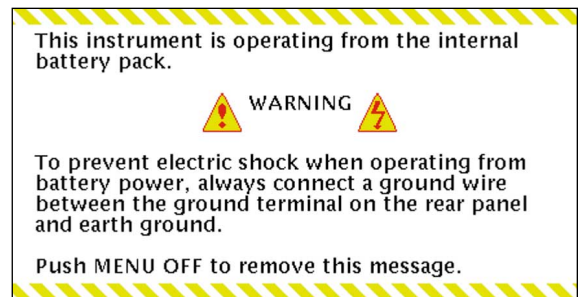 This instrument is operating from the internal
battery pack.
WARNING
To prevent electric shock when operating from
battery power, always connect a ground wire
between the ground terminal on the rear panel
and earth ground.
Push MENU OFF to remove this message.